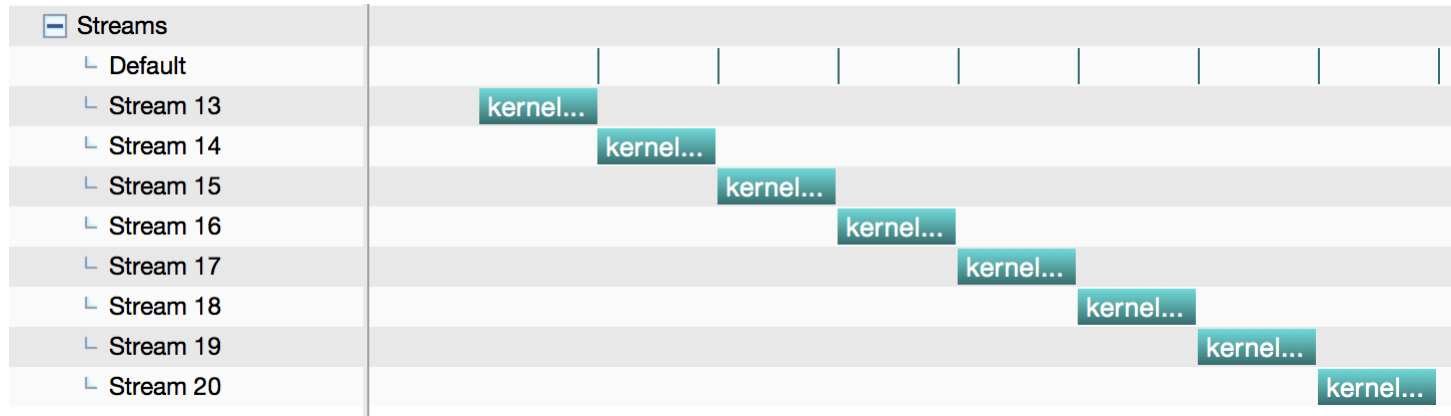 Streams
Default
Stream 13 kernel...
Stream 14 kernel...
Stream 15 kernel...
Stream 16 kernel...
Stream 17 kernel...
Stream 18 kernel...
Stream 19 kernel...
Stream 20 kernel...